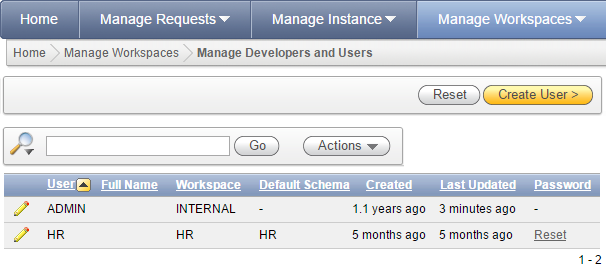 Home Manage Requests Manage Instance Manage Workspaces
Home Manage Workspaces Manage Developers and Users
Reset Create User >
Go Actions
User Full Name Workspace Default Schema Created Last Updated Password
ADMIN INTERNAL - 1.1 years ago 3 minutes ago -
HR HR HR 5 months ago 5 months ago Reset
1 - 2